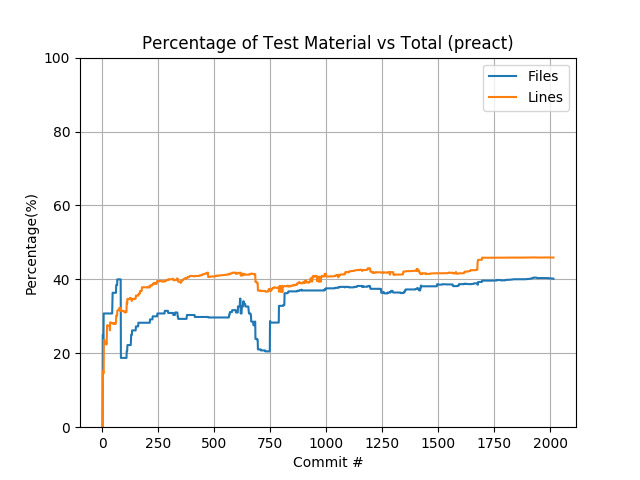 Percentage of Test Material vs Total (preact)
Files
Lines
100
80
60
40
20
0
Percentage(%)
0 250 500 750 1000 1250 1500 1750 2000
Commit #